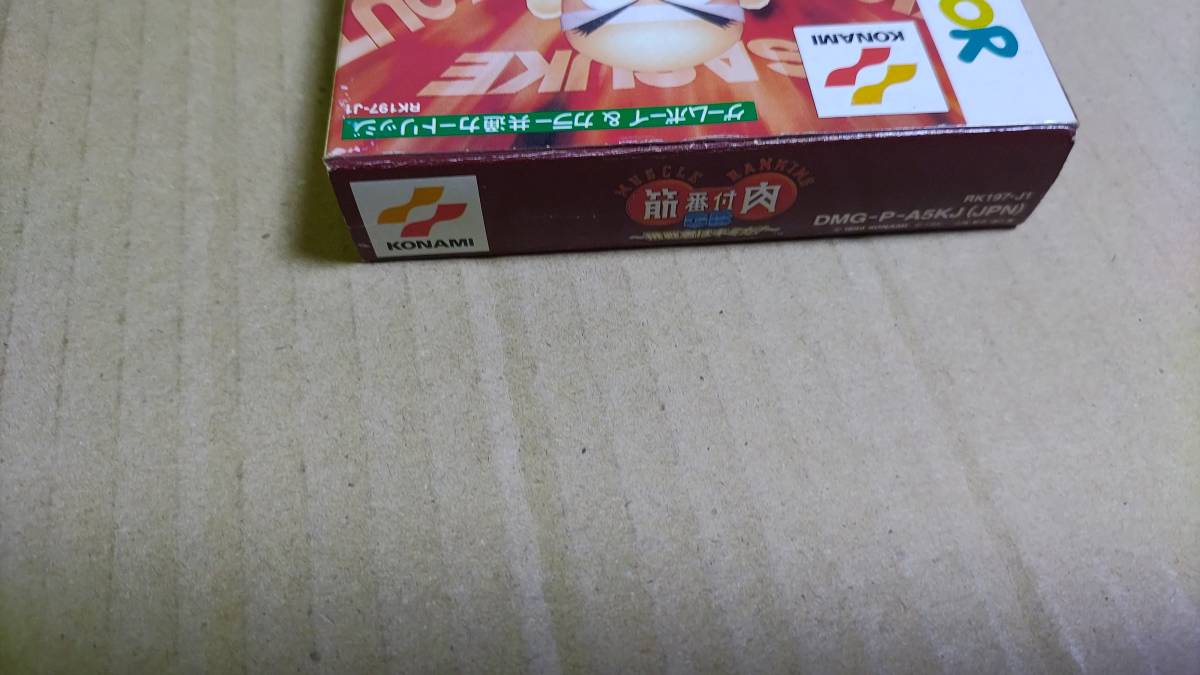 OR
KONAMI
SASUKE
ゲームボーイ & カラー共通カートリッジ
RK197-J1
KONAMI
MUSCLE RANKING
筋肉番付
RK197-J1
DMG-P-A5KJ(JPN)